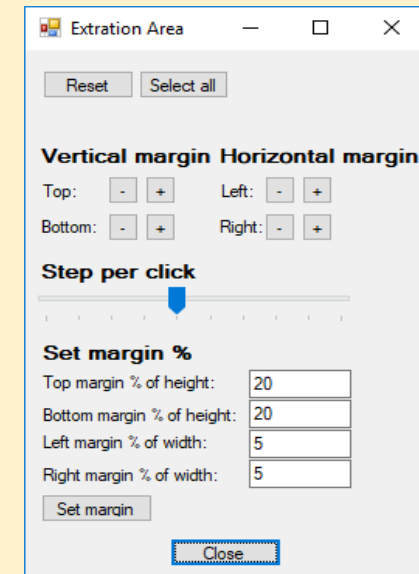 Extration Area
Reset Select all
Vertical margin Horizontal margin
Top: - + Left: - +
Bottom: - + Right: - +
Step per click
Set margin %
Top margin % of height: 20
Bottom margin % of height: 20
Left margin % of width: 5
Right margin % of width: 5
Set margin
Close